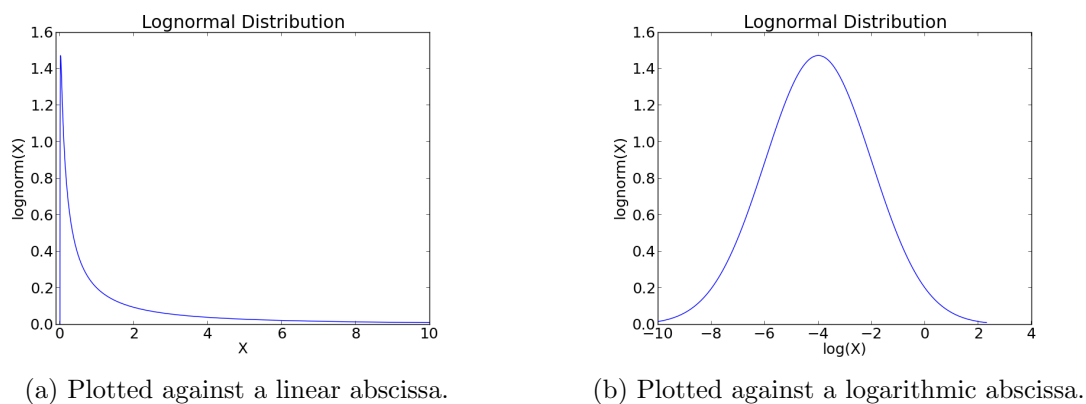 Lognormal Distribution
1.6
1.4
1.2
1.0
0.8
0.6
0.4
0.2
0.0
lognorm(X)
0 2 4 6 8 10
X
(a) Plotted against a linear abscissa.
Lognormal Distribution
1.6
1.4
1.2
1.0
0.8
0.6
0.4
0.2
0.0
lognorm(X)
−10 −8 −6 −4 −2 0 2 4
log(X)
(b) Plotted against a logarithmic abscissa.